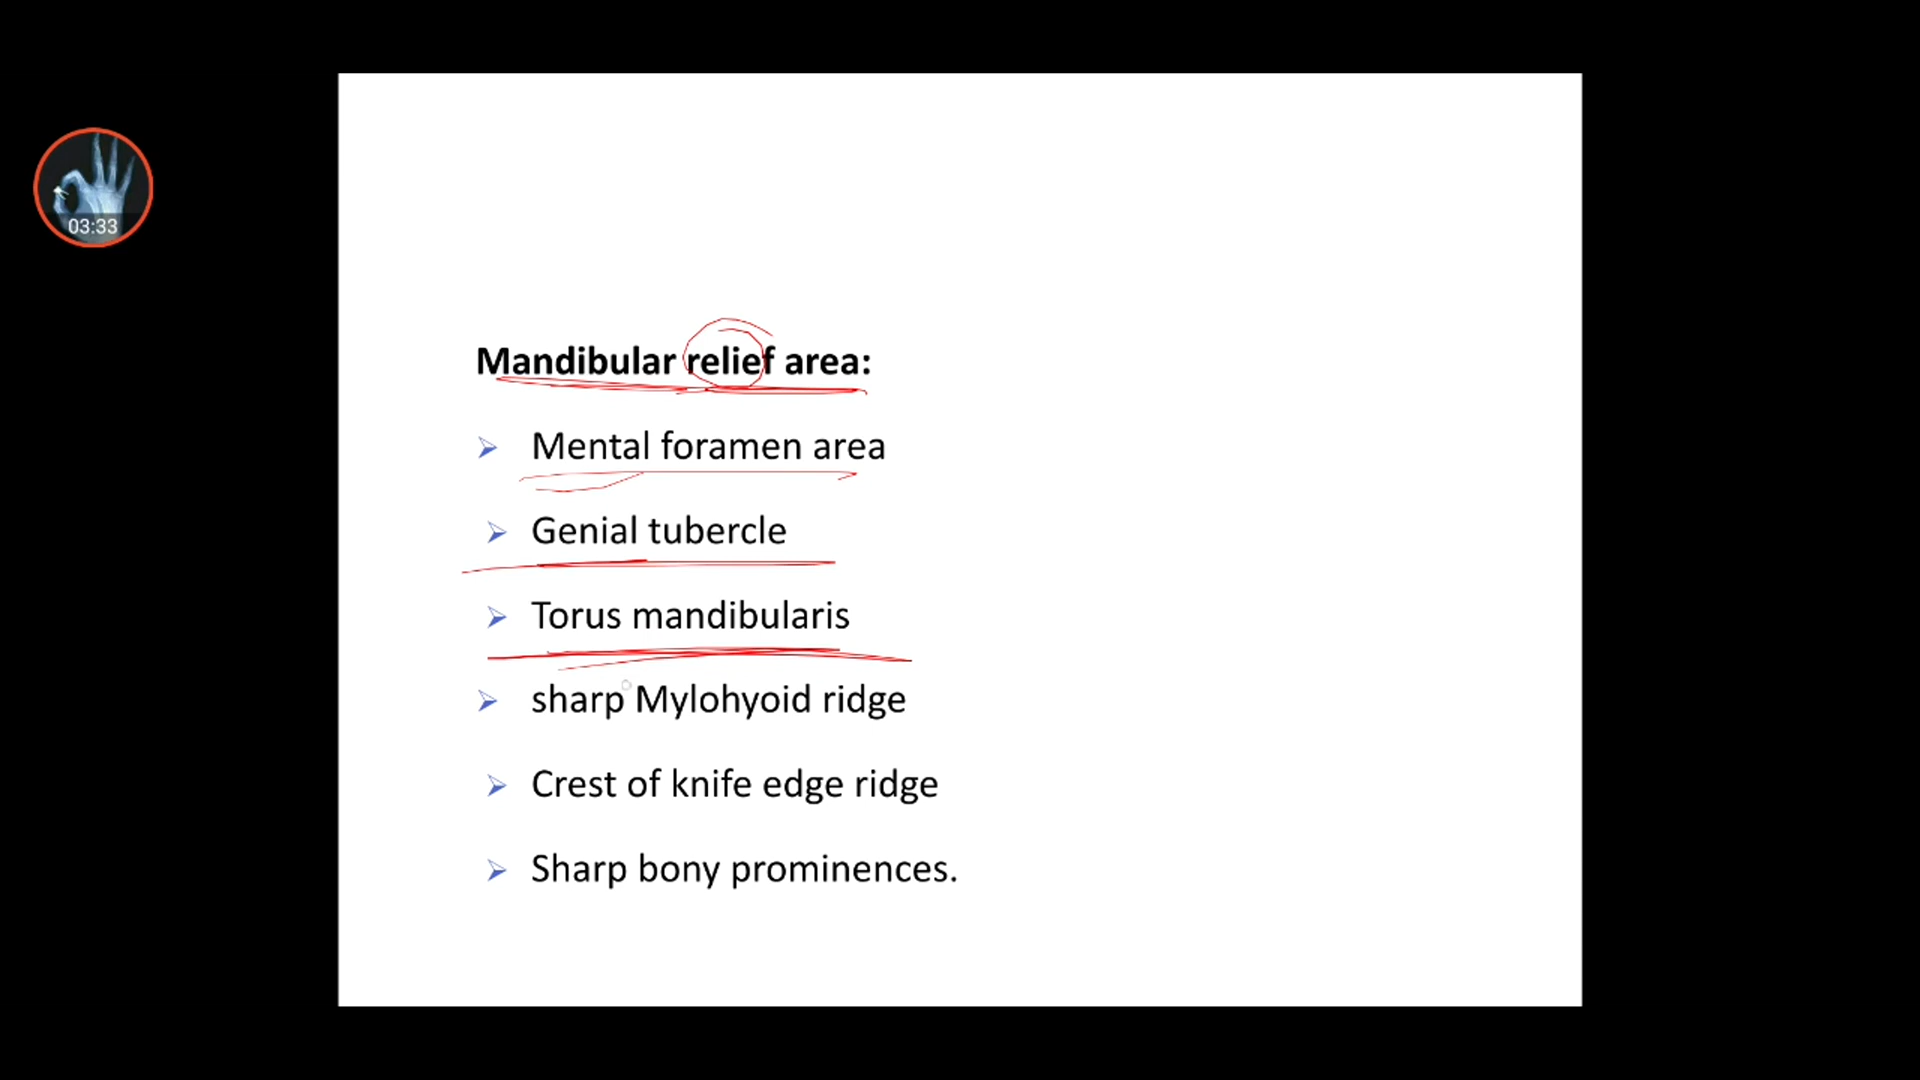 03:33
Mandibular relief area:
Mental foramen area
Genial tubercle
Torus mandibularis
sharp Mylohyoid ridge
Crest of knife edge ridge
Sharp bony prominences.